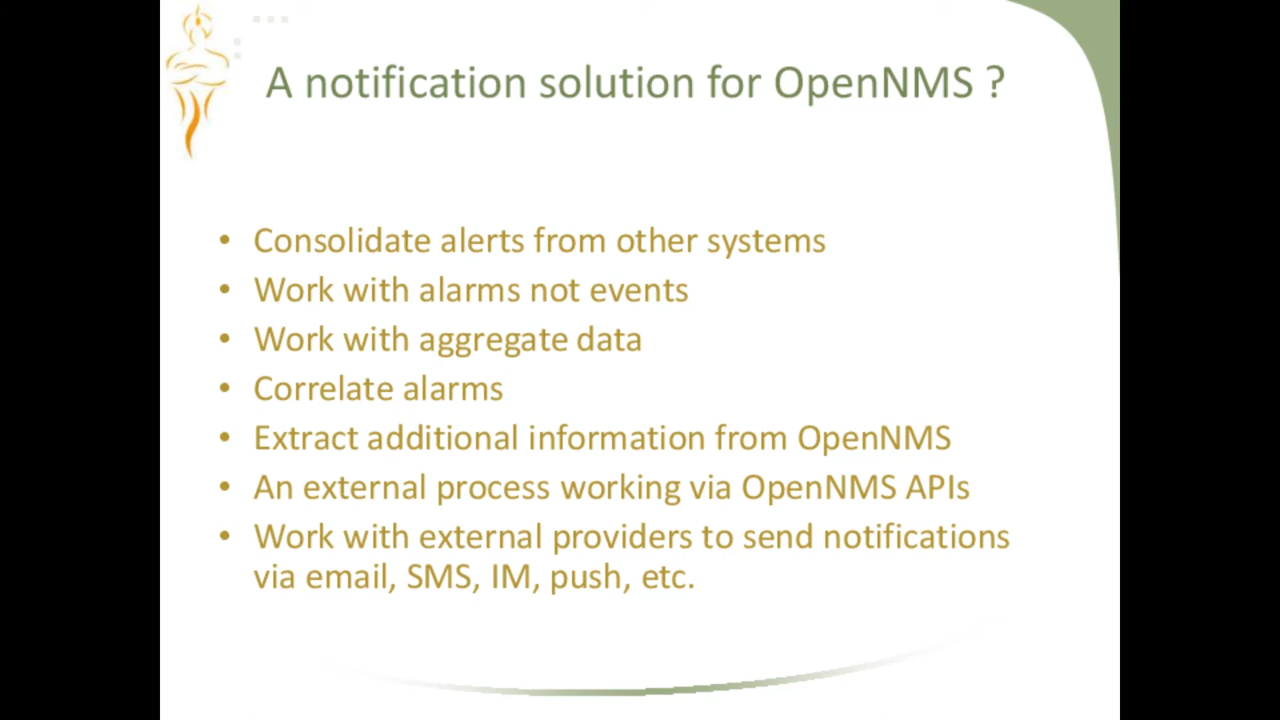 A notification solution for OpenNMS ?
• Consolidate alerts from other systems
• Work with alarms not events
• Work with aggregate data
• Correlate alarms
• Extract additional information from OpenNMS
• An external process working via OpenNMS APIs
• Work with external providers to send notifications
via email, SMS, IM, push, etc.